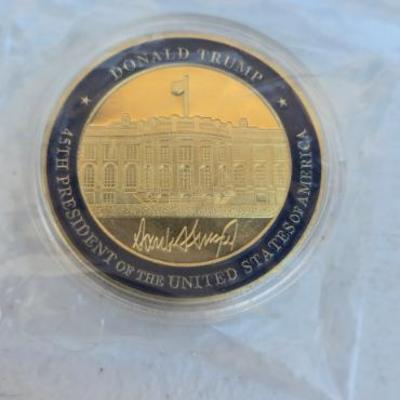 DONALD TRUMP
45TH PRESIDENT OF THE UNITED STATES OF AMERICA